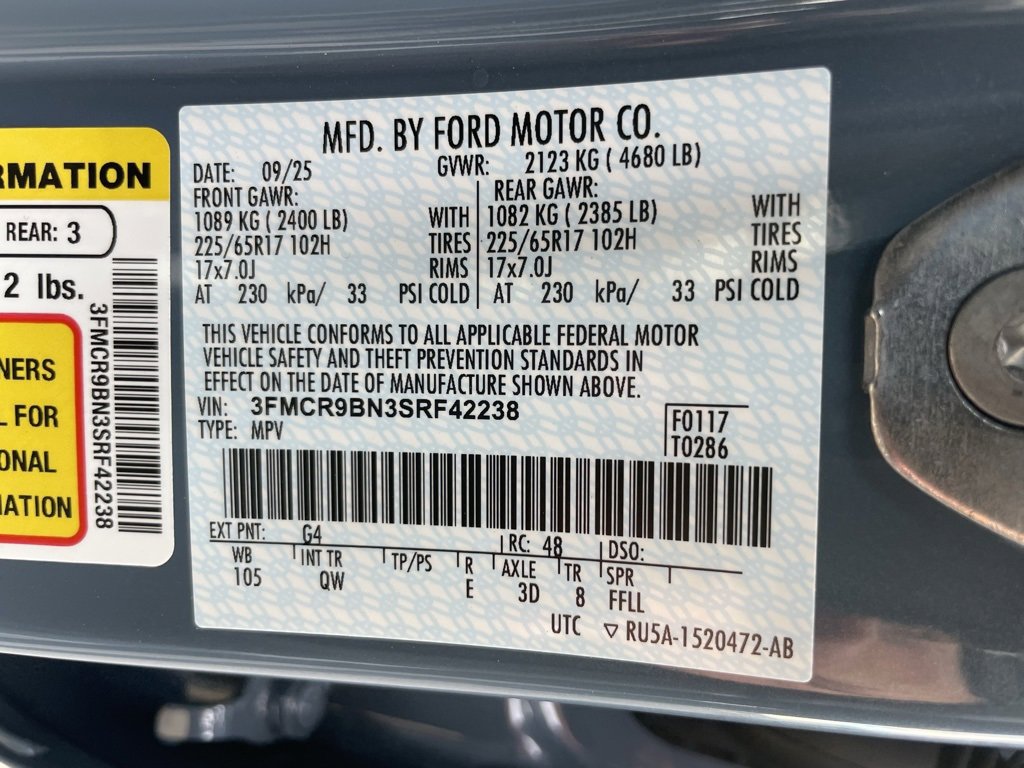 RMATION
REAR: 3
2 lbs.
3FMCR9BN3SRF42238
NERS
L FOR
ONAL
MATION
MFD. BY FORD MOTOR CO.
DATE: 09/25 GVWR: 2123 KG ( 4680 LB)
FRONT GAWR: REAR GAWR:
1089 KG ( 2400 LB) WITH 1082 KG ( 2385 LB) WITH
225/65R17 102H TIRES 225/65R17 102H TIRES
17x7.0J RIMS 17x7.0J RIMS
AT 230 kPa/ 33 PSI COLD AT 230 kPa/ 33 PSI COLD
THIS VEHICLE CONFORMS TO ALL APPLICABLE FEDERAL MOTOR
VEHICLE SAFETY AND THEFT PREVENTION STANDARDS IN
EFFECT ON THE DATE OF MANUFACTURE SHOWN ABOVE.
VIN: 3FMCR9BN3SRF42238 F0117
TYPE: MPV T0286
EXT PNT: G4 RC: 48 DSO:
WB INT TR TP/PS R AXLE TR SPR
105 QW E 3D 8 FFLL
UTC ▽ RU5A-1520472-AB